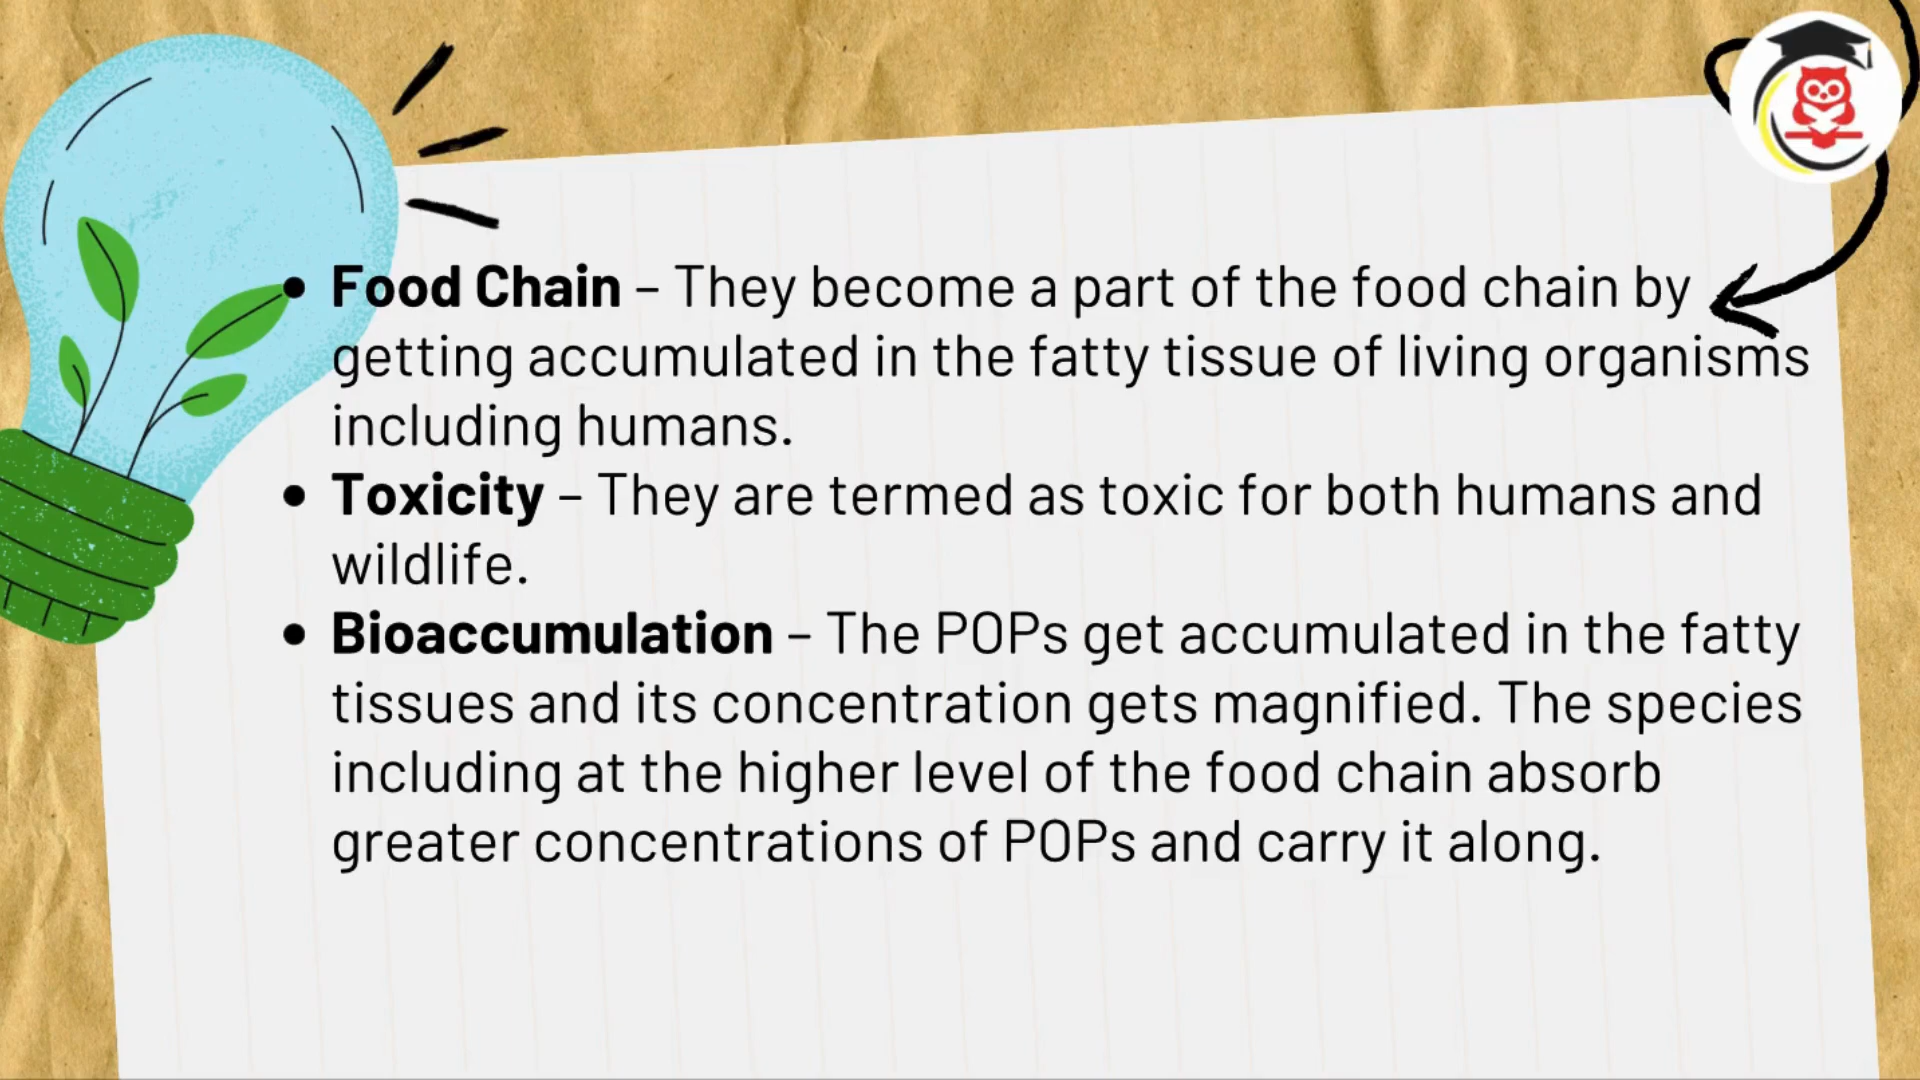 • Food Chain – They become a part of the food chain by
getting accumulated in the fatty tissue of living organisms
including humans.
• Toxicity – They are termed as toxic for both humans and
wildlife.
• Bioaccumulation – The POPs get accumulated in the fatty
tissues and its concentration gets magnified. The species
including at the higher level of the food chain absorb
greater concentrations of POPs and carry it along.